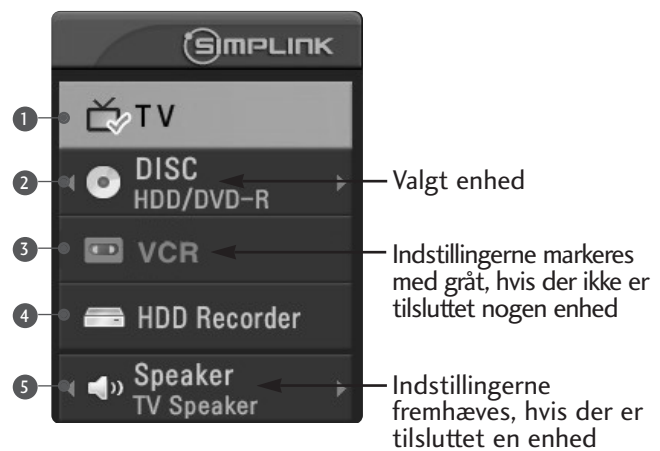 SIMPLINK
1 TV
2 DISC
HDD/DVD-R
Valgt enhed
3 VCR
Indstillingerne markeres
med gråt, hvis der ikke er
tilsluttet nogen enhed
4 HDD Recorder
5 Speaker
TV Speaker
Indstillingerne
fremhæves, hvis der er
tilsluttet en enhed